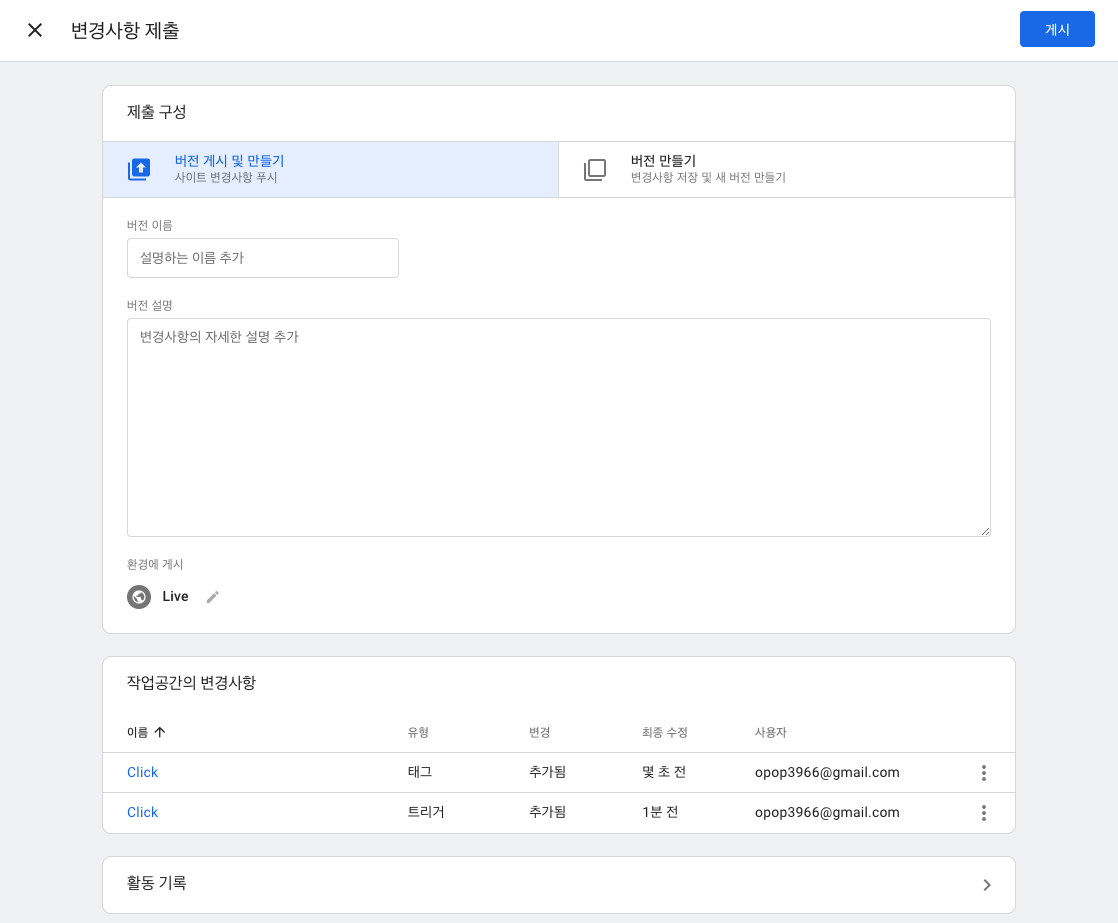 변경사항 제출
게시
제출 구성
버전 게시 및 만들기
사이트 변경사항 푸시
버전 만들기
변경사항 저장 및 새 버전 만들기
버전 이름
설명하는 이름 추가
버전 설명
변경사항의 자세한 설명 추가
환경에 게시
Live
작업공간의 변경사항
이름 유형 변경 최종 수정 사용자
Click 태그 추가됨 몇 초 전 opop3966@gmail.com
Click 트리거 추가됨 1분 전 opop3966@gmail.com
활동 기록